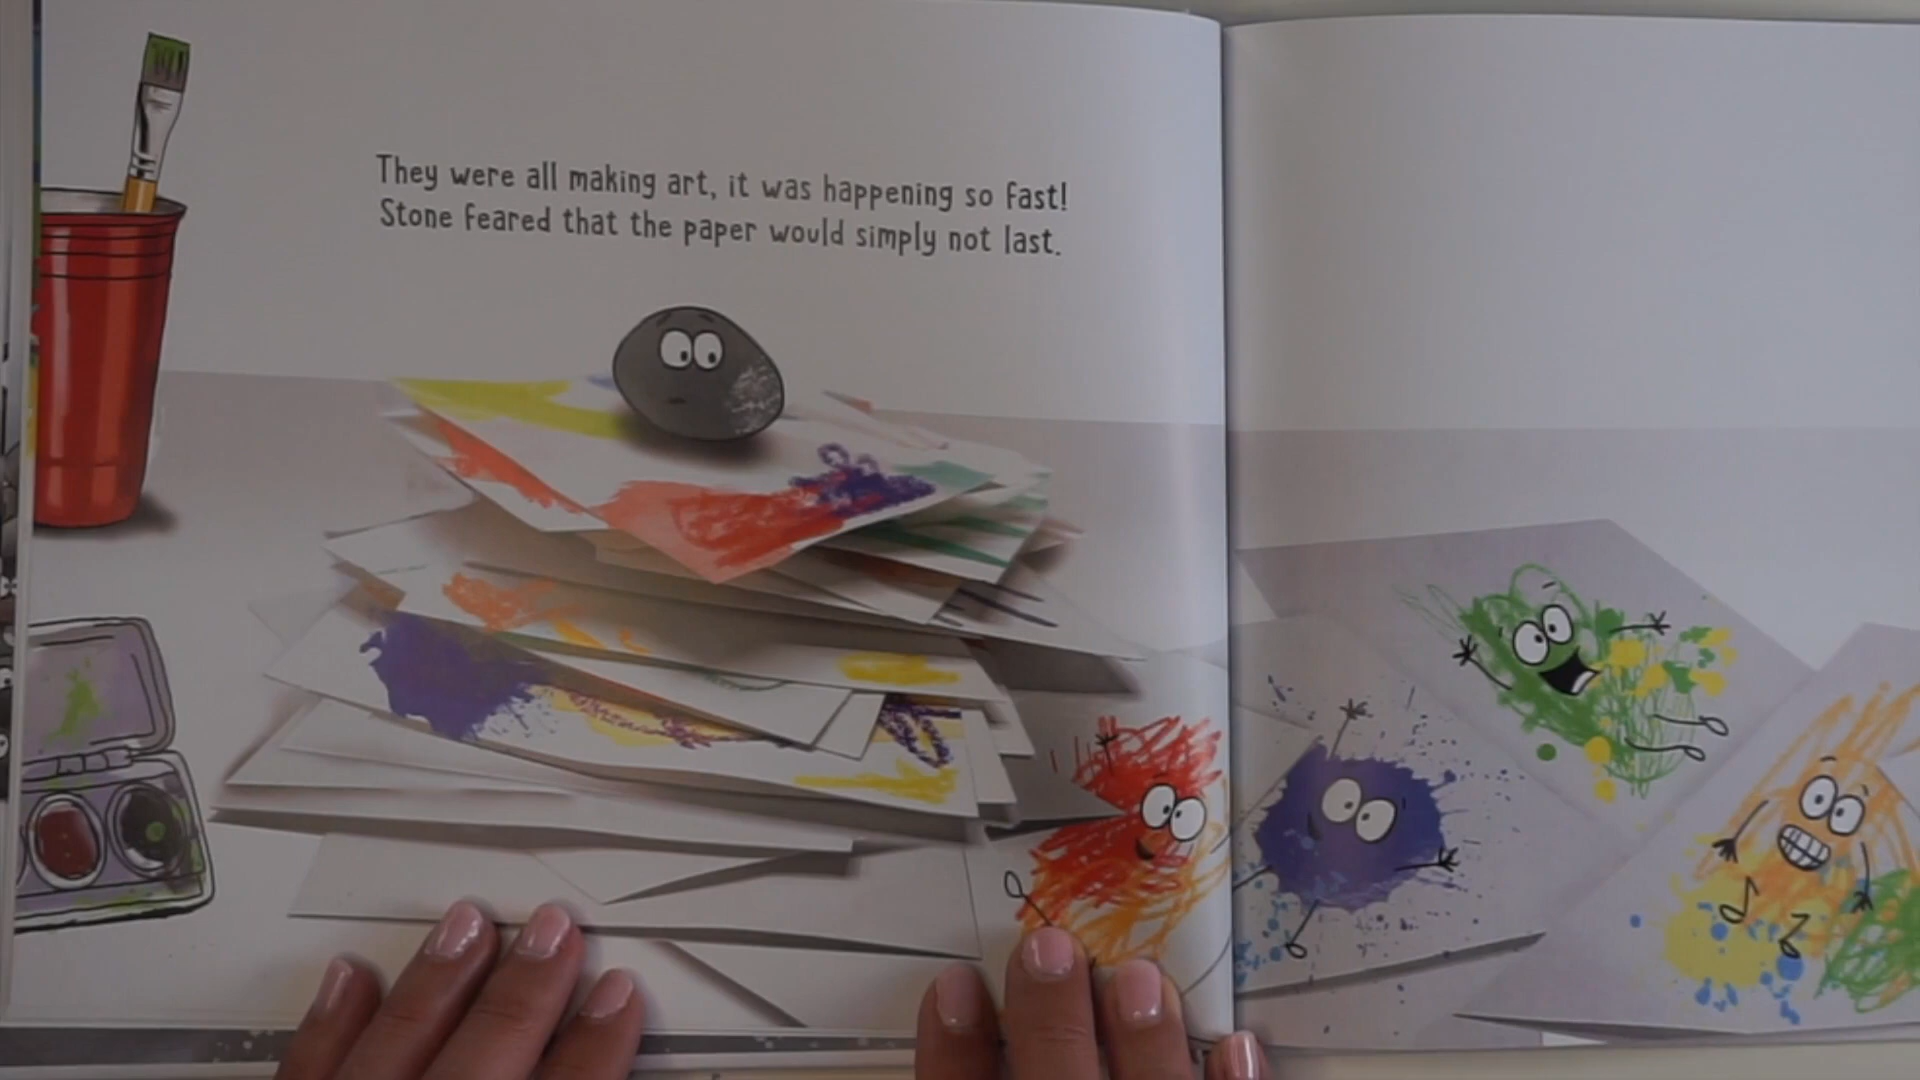 They were all making art, it was happening so fast!
Stone feared that the paper would simply not last.